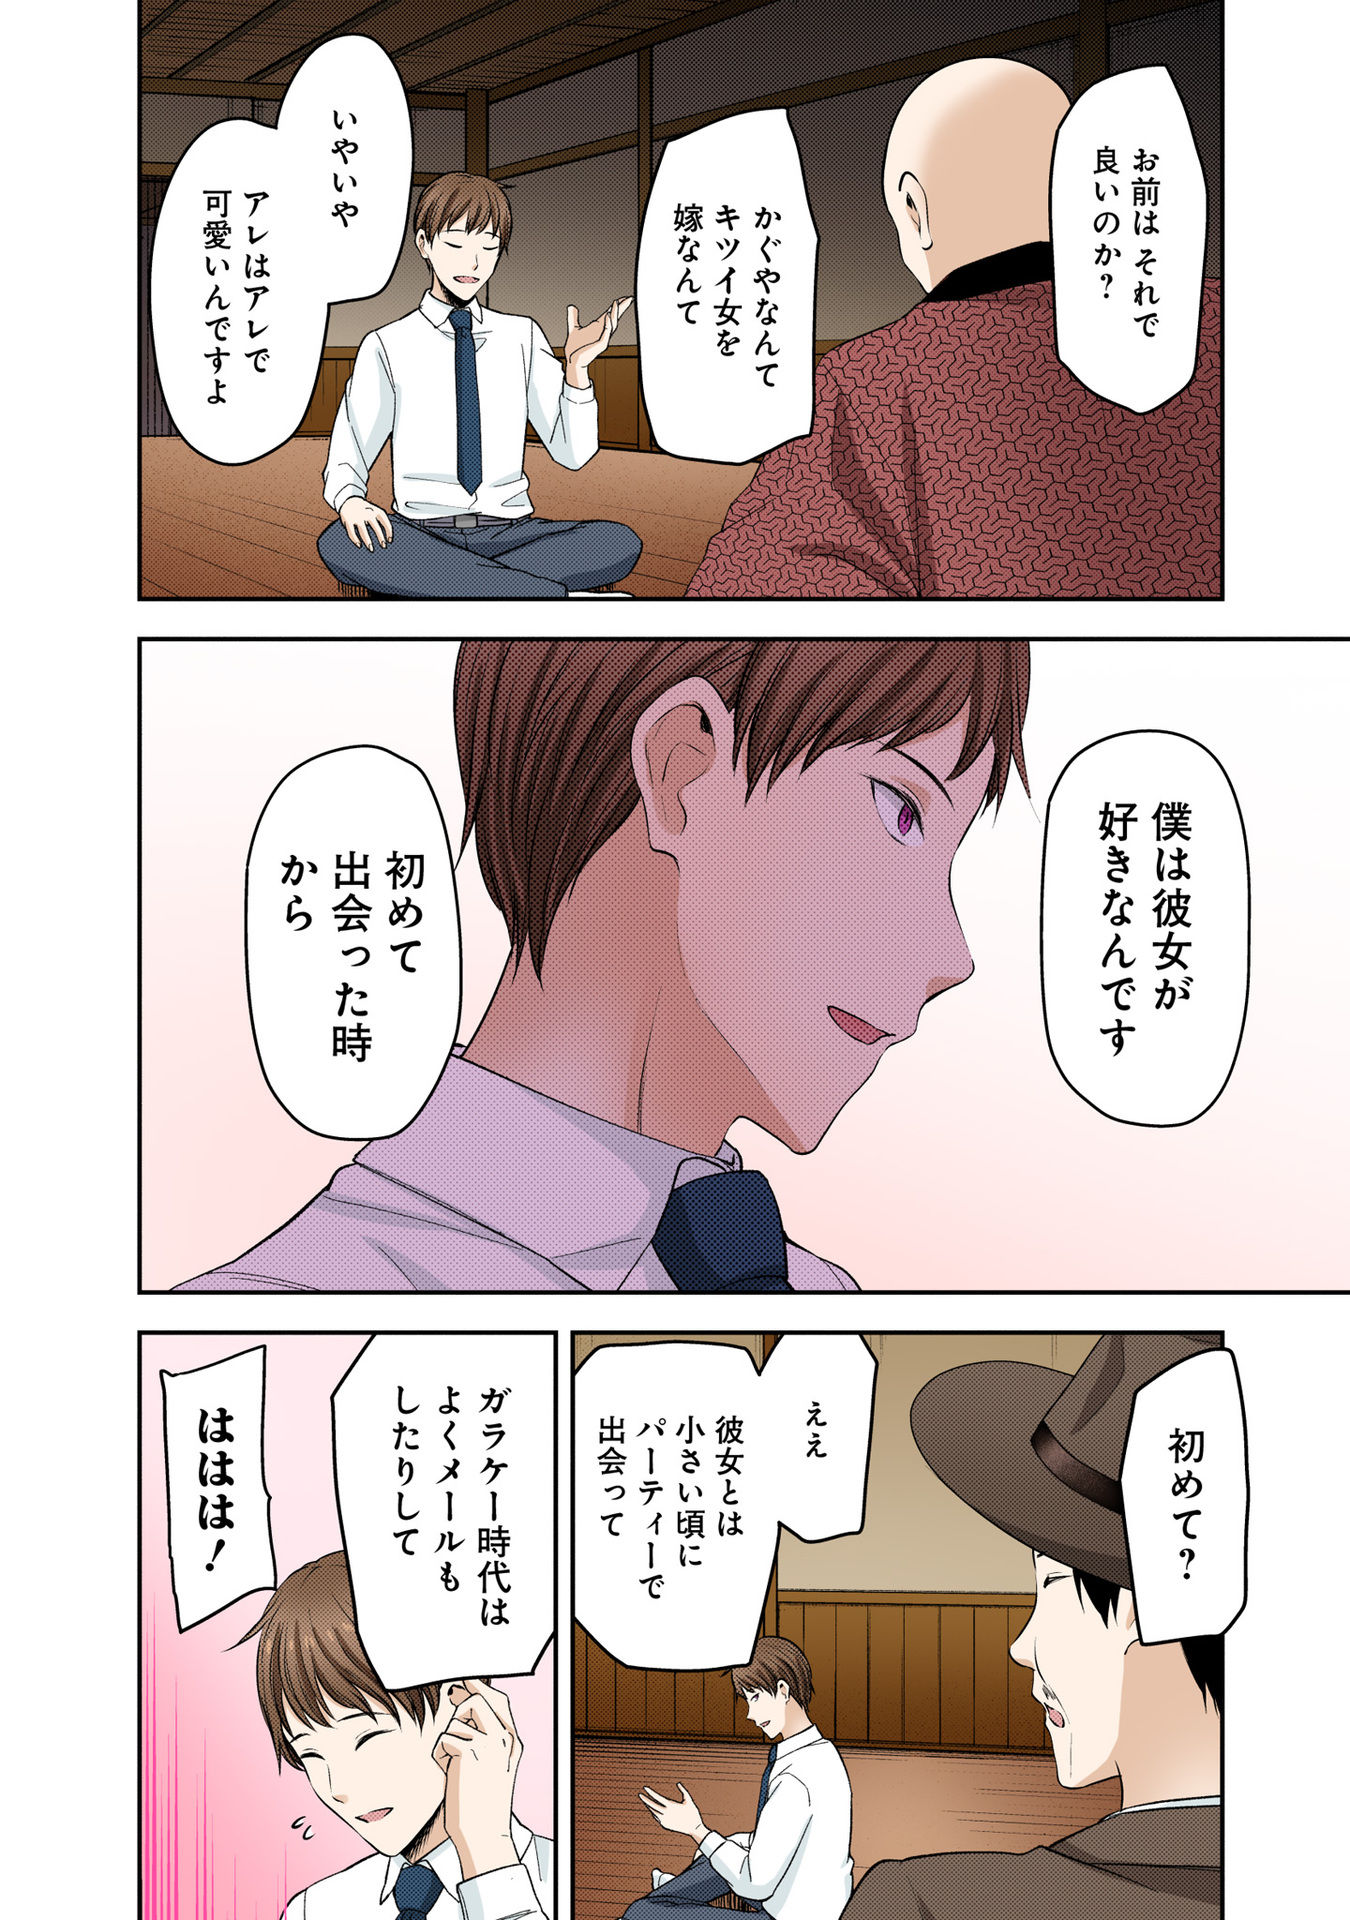 お前は それで
良いのか?
かぐやなんて
キツイ女を
嫁なんて
いやいや
アレはアレで
可愛いんですよ
僕は彼女が
好きなんです
初めて
出会った時
から
初めて?
ええ
彼女とは
小さい頃に
パーティーで
出会って
ガラケー時代は
よくメールも
したりして
ははは!